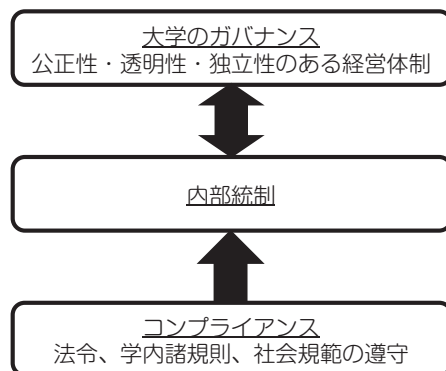 大学のガバナンス
公正性・透明性・独立性のある経営体制
内部統制
コンプライアンス
法令、学内諸規則、社会規範の遵守